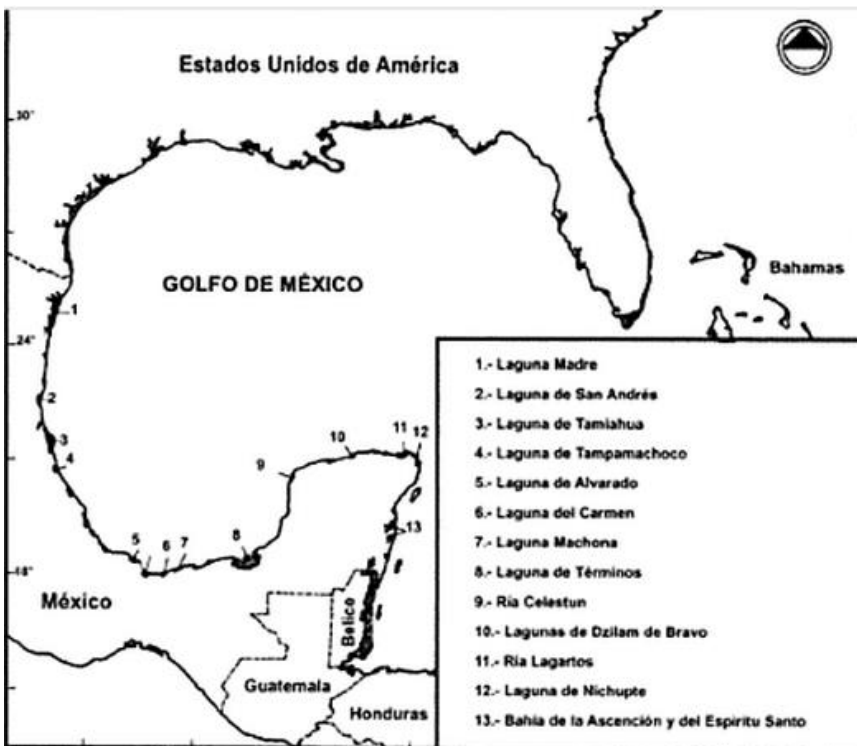 Estados Unidos de América
30°
GOLFO DE MÉXICO
Bahamas
1
24°
2
3
4
5
6
7
8
9
10
11
12
13
18°
México
Belice
Guatemala
Honduras
1.- Laguna Madre
2.- Laguna de San Andrés
3.- Laguna de Tamiahua
4.- Laguna de Tampamachoco
5.- Laguna de Alvarado
6.- Laguna del Carmen
7.- Laguna Machona
8.- Laguna de Términos
9.- Ría Celestun
10.- Lagunas de Dzilam de Bravo
11.- Ría Lagartos
12.- Laguna de Nichupte
13.- Bahía de la Ascención y del Espíritu Santo